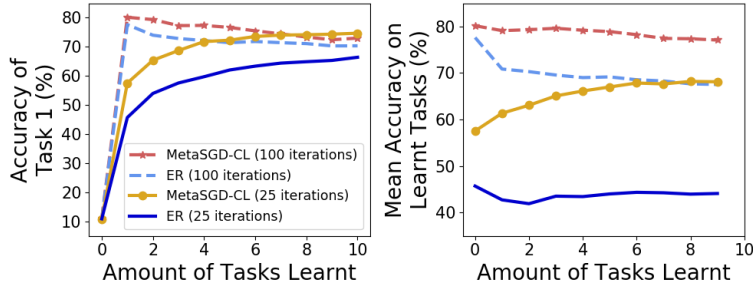 Accuracy of
Task 1 (%)
80
70
60
50
40
30
20
10
MetaSGD-CL (100 iterations)
ER (100 iterations)
MetaSGD-CL (25 iterations)
ER (25 iterations)
0 2 4 6 8 10
Amount of Tasks Learnt
Mean Accuracy on
Learnt Tasks (%)
80
70
60
50
40
0 2 4 6 8 10
Amount of Tasks Learnt